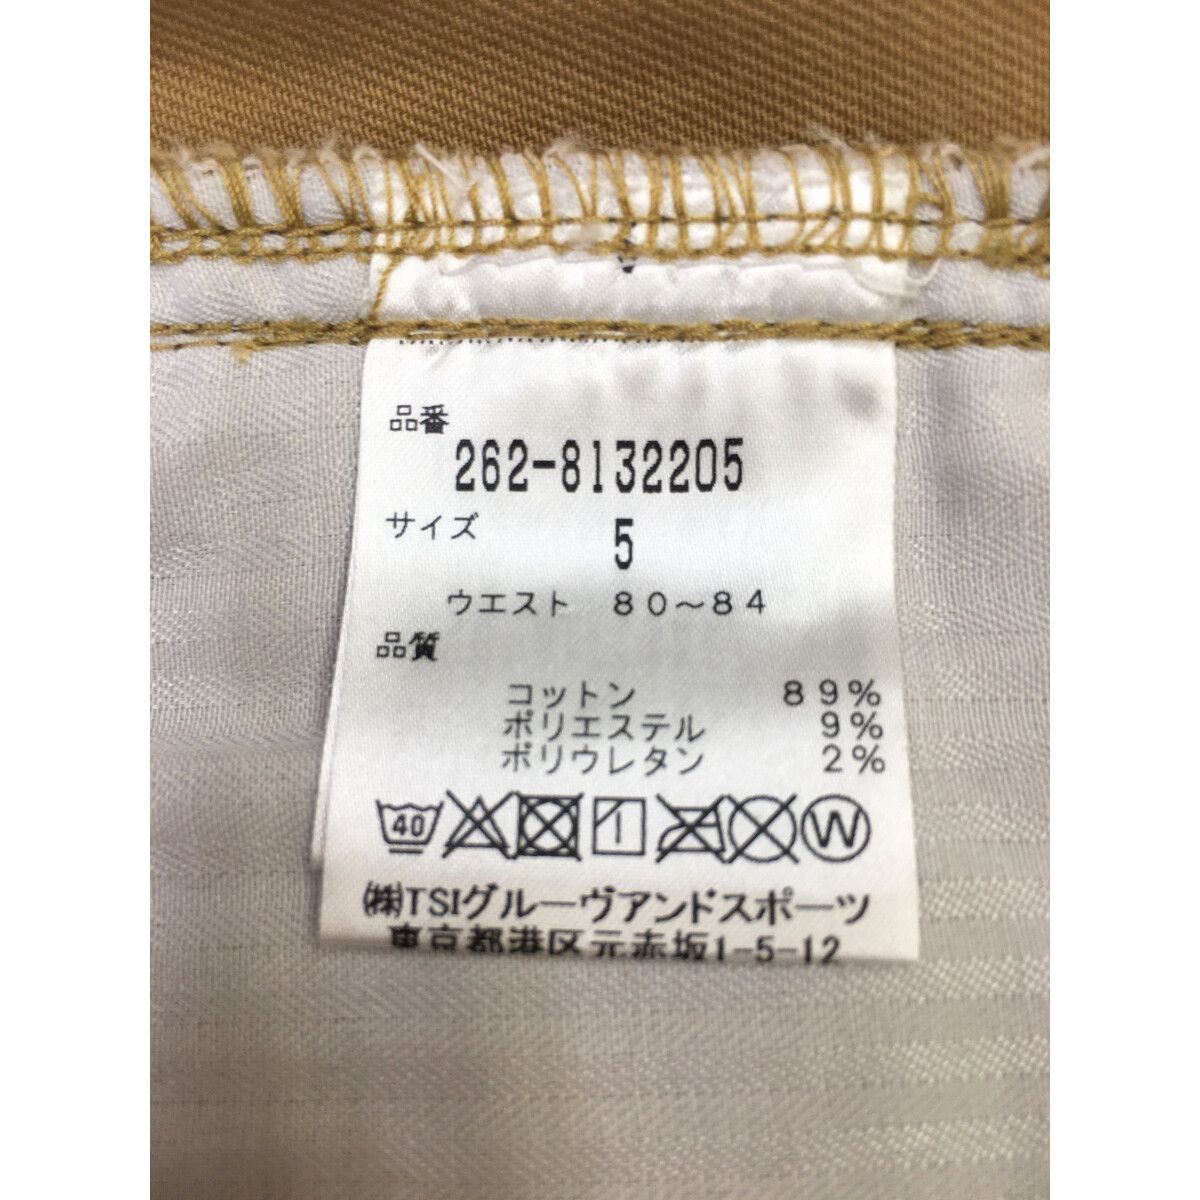 品番
262-8132205
サイズ 5
ウエスト 80～84
品質
コットン 89%
ポリエステル 9%
ポリウレタン 2%
40 W
㈱TSIグルーヴアンドスポーツ
東京都港区元赤坂1-5-12